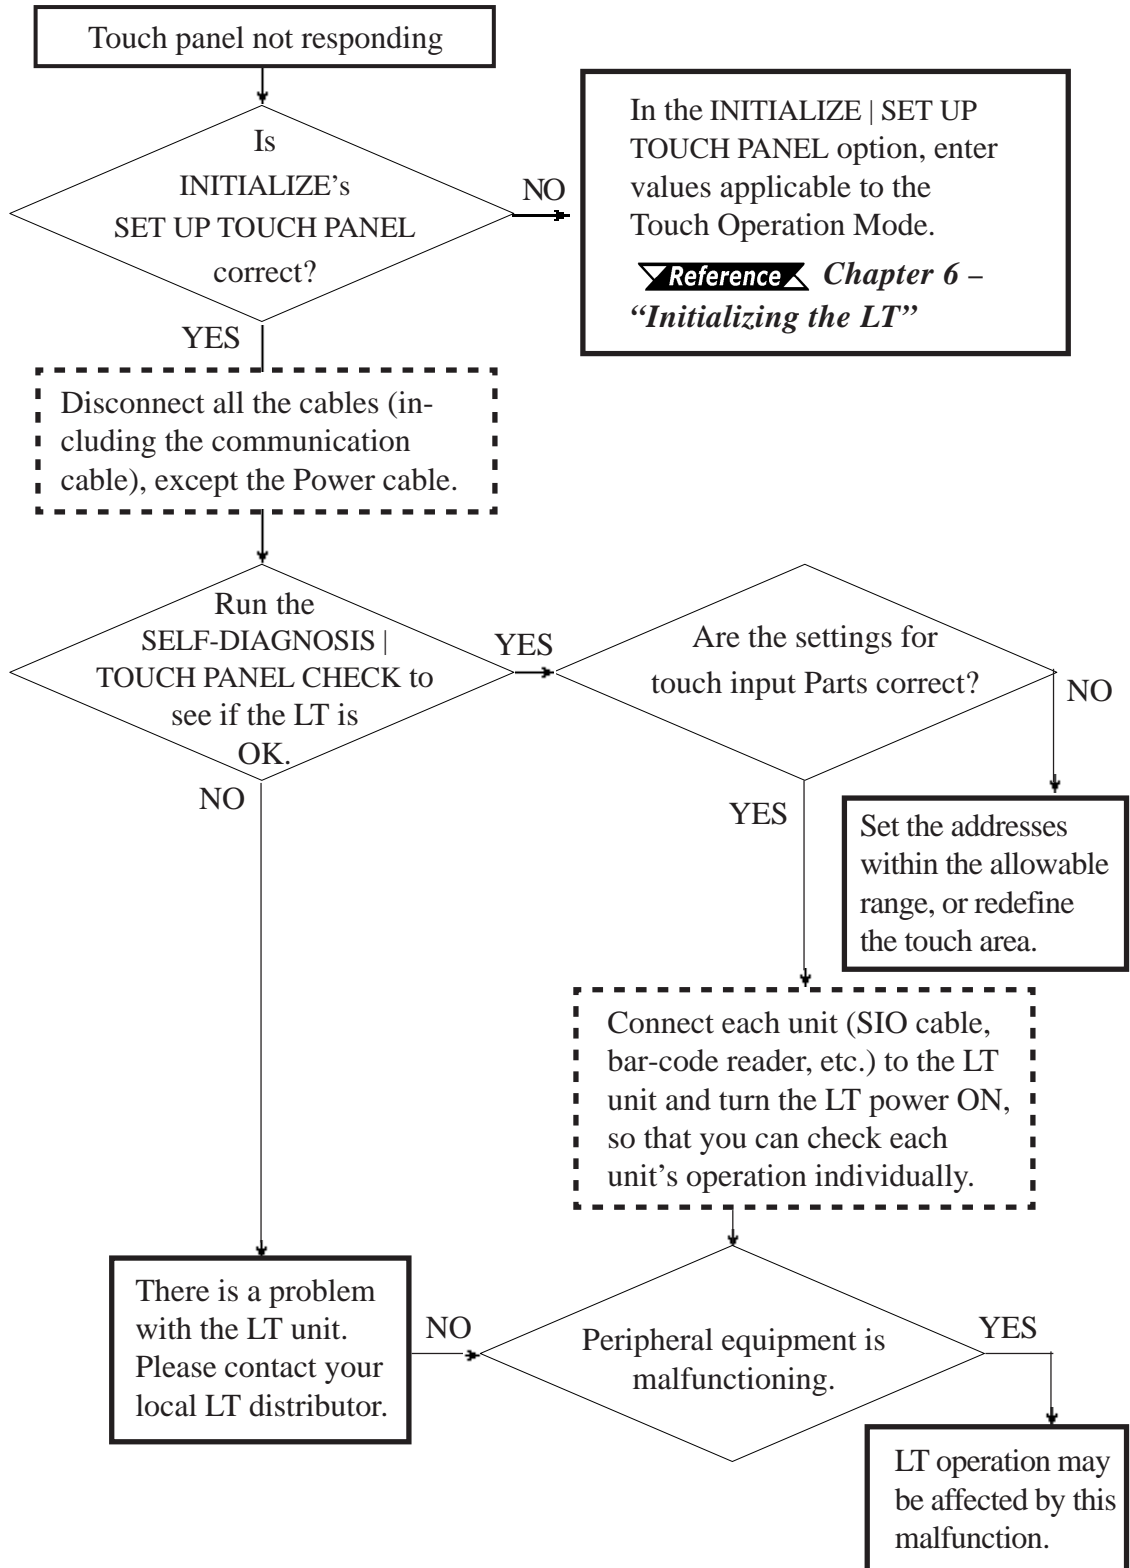 Touch panel not responding
Is
INITIALIZE’s
SET UP TOUCH PANEL
correct?
NO
In the INITIALIZE | SET UP
TOUCH PANEL option, enter
values applicable to the
Touch Operation Mode.
Reference Chapter 6 –
“Initializing the LT”
YES
Disconnect all the cables (in-
cluding the communication
cable), except the Power cable.
Run the
SELF-DIAGNOSIS |
TOUCH PANEL CHECK to
see if the LT is
OK.
YES
Are the settings for
touch input Parts correct?
NO
NO
YES
Set the addresses
within the allowable
range, or redefine
the touch area.
Connect each unit (SIO cable,
bar-code reader, etc.) to the LT
unit and turn the LT power ON,
so that you can check each
unit’s operation individually.
There is a problem
with the LT unit.
Please contact your
local LT distributor.
NO
Peripheral equipment is
malfunctioning.
YES
LT operation may
be affected by this
malfunction.